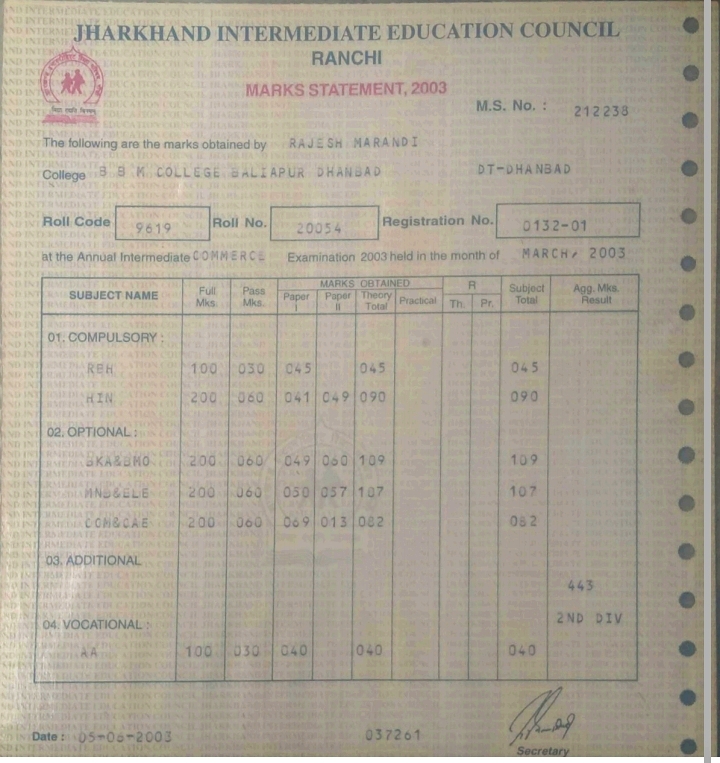 JHARKHAND INTERMEDIATE EDUCATION COUNCIL
RANCHI
MARKS STATEMENT, 2003
M.S. No. : 212238
The following are the marks obtained by RAJESH MARANDI
College B B M COLLEGE BALIAPUR DHANBAD DT-DHANBAD
Roll Code 9619 Roll No. 20054 Registration No. 0132-01
at the Annual Intermediate COMMERCE Examination 2003 held in the month of MARCH, 2003
SUBJECT NAME Full Mks. Pass Mks. MARKS OBTAINED Paper I Paper II Theory Total Practical R Th. Pr. Subject Total Agg. Mks. Result
01. COMPULSORY :
RBH 100 030 045 045 045
HIN 200 060 041 049 090 090
02. OPTIONAL :
BKA&BMO 200 060 049 060 109 109
MNB&ELE 200 060 050 057 107 107
COM&CAE 200 060 069 013 082 082
03. ADDITIONAL
443
04. VOCATIONAL : 2ND DIV
AA 100 030 040 040 040
Date : 05-06-2003 037261
Secretary